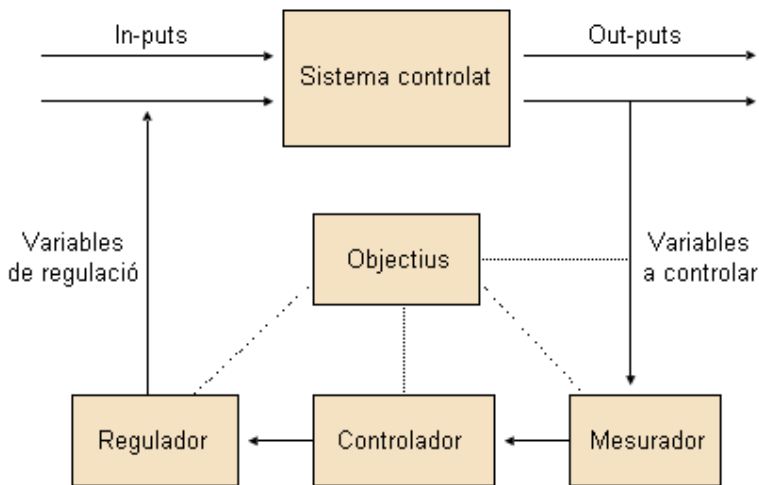 In-puts
Out-puts
Sistema controlat
Variables
de regulació
Objectius
Variables
a controlar
Regulador
Controlador
Mesurador